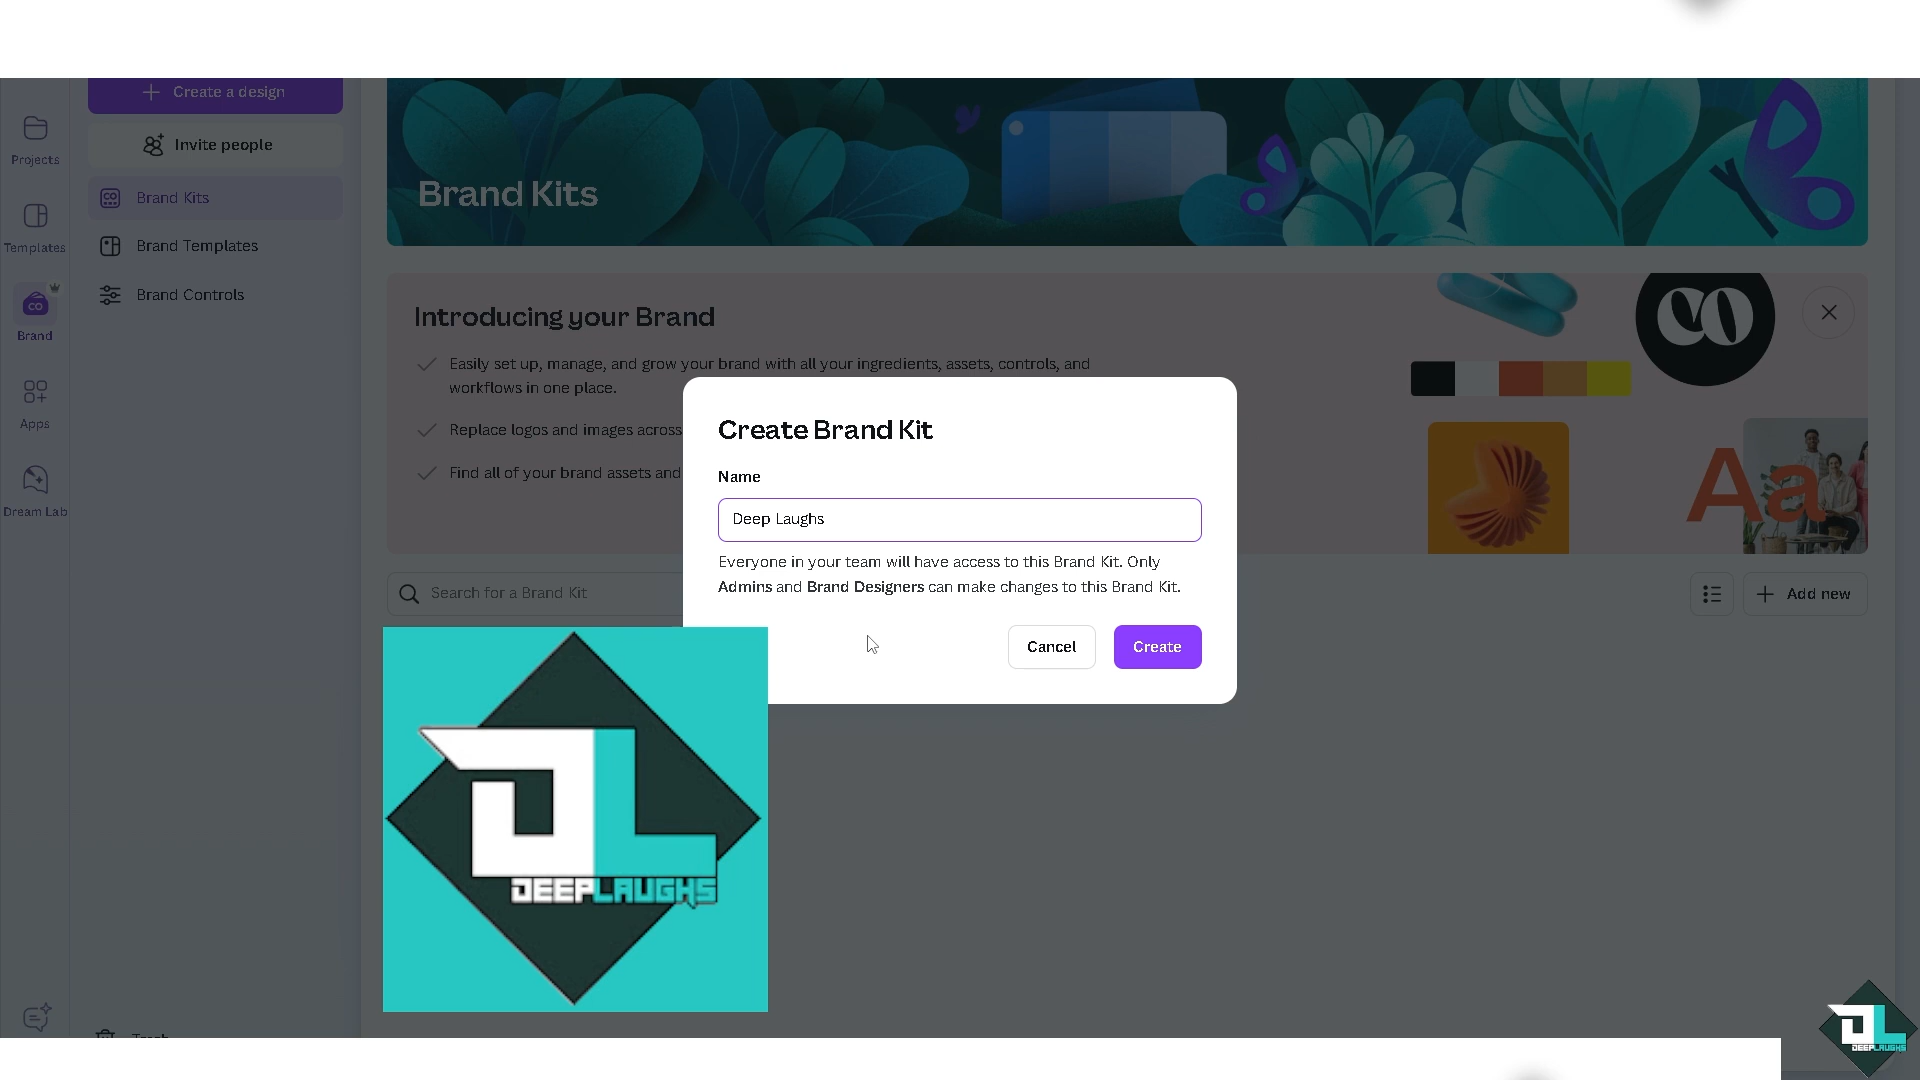 Create a design
Invite people
Projects
Brand Kits
Brand Kits
Templates
Brand Templates
Brand Controls
CO
Brand
Introducing your Brand
CO
Easily set up, manage, and grow your brand with all your ingredients, assets, controls, and
workflows in one place.
Apps
Replace logos and images across
Find all of your brand assets and
Aa
Dream Lab
Create Brand Kit
Name
Deep Laughs
Everyone in your team will have access to this Brand Kit. Only
Admins and Brand Designers can make changes to this Brand Kit.
Search for a Brand Kit
Add new
Cancel
Create
DL
DEEPLAUGHS
DL
DEEPLAUGHS